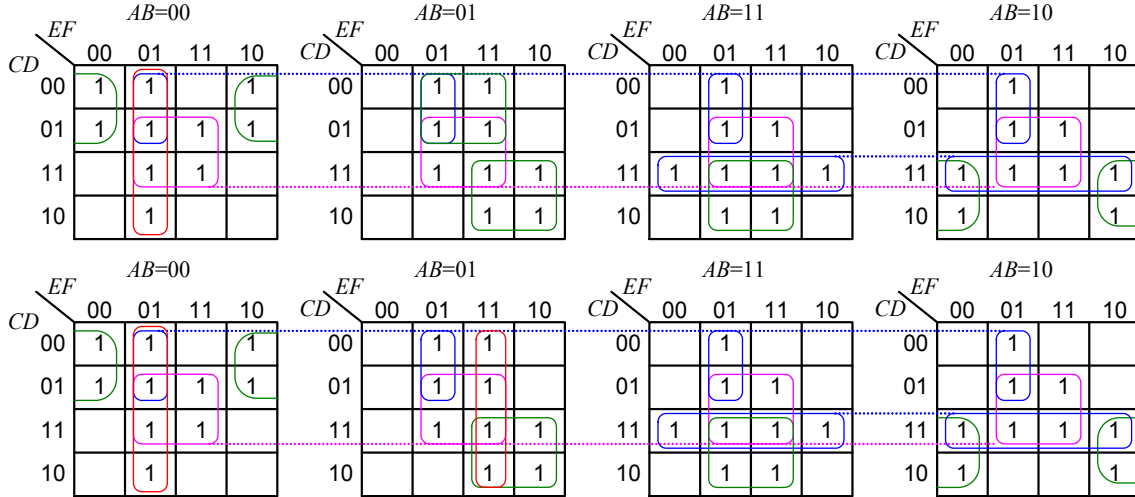 AB=00 AB=01 AB=11 AB=10
EF EF EF EF
00 01 11 10 00 01 11 10 00 01 11 10 00 01 11 10
CD CD CD CD
00 1 1 1 00 1 1 00 1 00 1
01 1 1 1 1 01 1 1 01 1 1 01 1 1
11 1 1 11 1 1 1 11 1 1 1 1 11 1 1 1 1
10 1 10 1 1 10 1 1 10 1 1
AB=00 AB=01 AB=11 AB=10
EF EF EF EF
00 01 11 10 00 01 11 10 00 01 11 10 00 01 11 10
CD CD CD CD
00 1 1 1 00 1 1 00 1 00 1
01 1 1 1 1 01 1 1 01 1 1 01 1 1
11 1 1 11 1 1 1 11 1 1 1 1 11 1 1 1 1
10 1 10 1 1 10 1 1 10 1 1